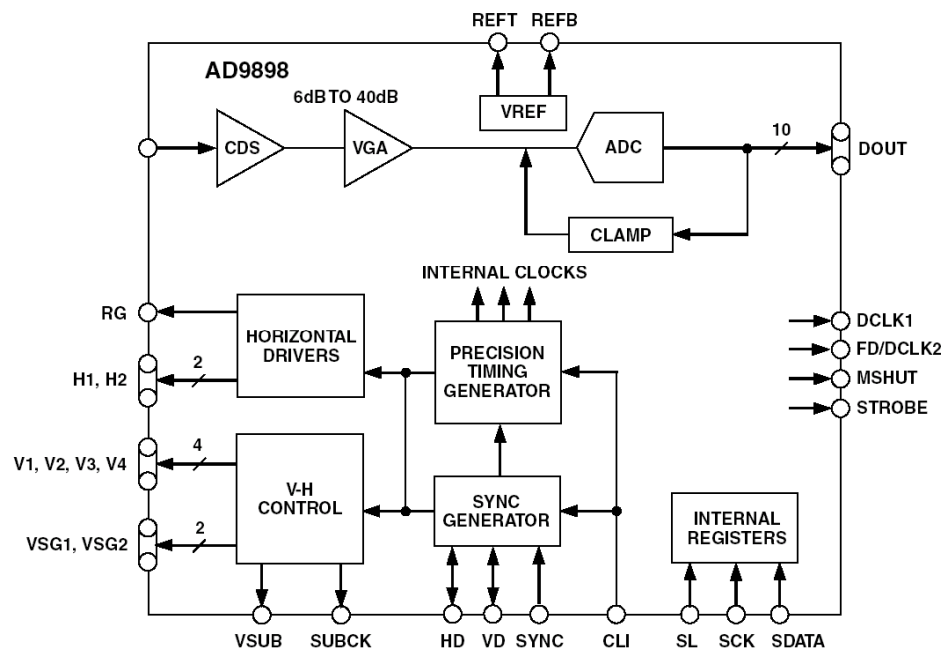 REFT REFB
AD9898
6dB TO 40dB
VREF
CDS
VGA
ADC
10
DOUT
CLAMP
INTERNAL CLOCKS
RG
HORIZONTAL
DRIVERS
PRECISION
TIMING
GENERATOR
DCLK1
FD/DCLK2
MSHUT
STROBE
H1, H2
2
V1, V2, V3, V4
4
V-H
CONTROL
SYNC
GENERATOR
INTERNAL
REGISTERS
VSG1, VSG2
2
VSUB SUBCK HD VD SYNC CLI SL SCK SDATA